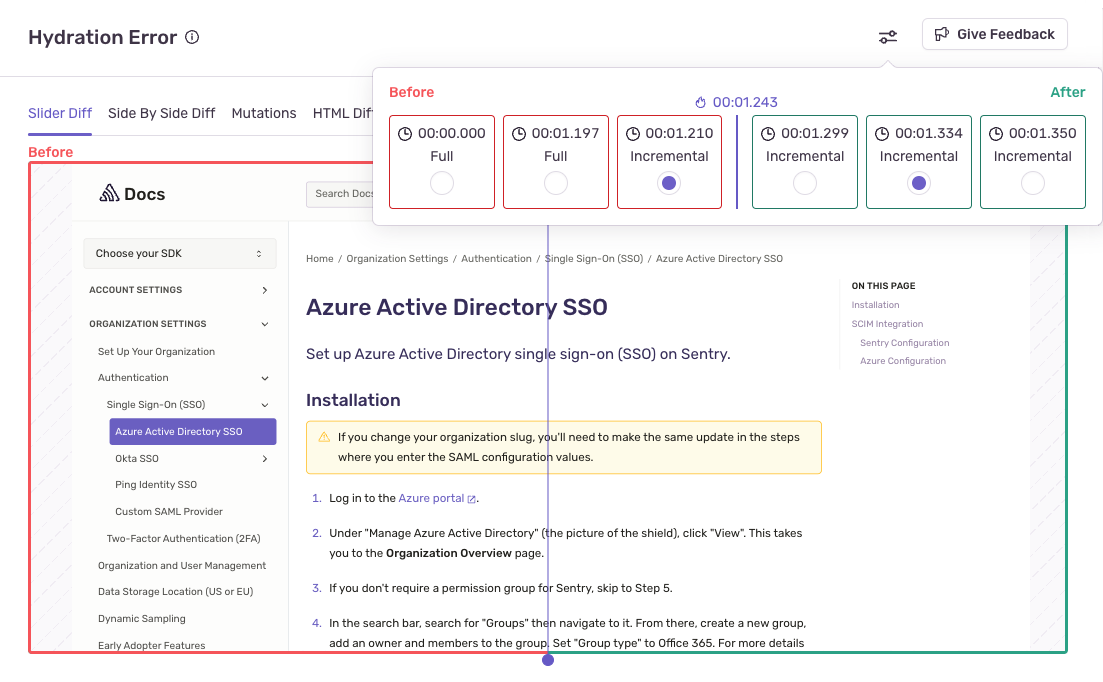 Hydration Error
Give Feedback
Before
After
00:01.243
00:00.000
Full
00:01.197
Full
00:01.210
Incremental
00:01.299
Incremental
00:01.334
Incremental
00:01.350
Incremental
Slider Diff
Side By Side Diff
Mutations
HTML Diff
Before
Docs
Search Docs
Choose your SDK
ACCOUNT SETTINGS
ORGANIZATION SETTINGS
Set Up Your Organization
Authentication
Single Sign-On (SSO)
Azure Active Directory SSO
Okta SSO
Ping Identity SSO
Custom SAML Provider
Two-Factor Authentication (2FA)
Organization and User Management
Data Storage Location (US or EU)
Dynamic Sampling
Early Adopter Features
Home / Organization Settings / Authentication / Single Sign-On (SSO) / Azure Active Directory SSO
Azure Active Directory SSO
Set up Azure Active Directory single sign-on (SSO) on Sentry.
Installation
If you change your organization slug, you'll need to make the same update in the steps
where you enter the SAML configuration values.
1. Log in to the Azure portal.
2. Under "Manage Azure Active Directory" (the picture of the shield), click "View". This takes
you to the Organization Overview page.
3. If you don't require a permission group for Sentry, skip to Step 5.
4. In the search bar, search for "Groups" then navigate to it. From there, create a new group,
add an owner and members to the group. Set "Group type" to Office 365. For more details
ON THIS PAGE
Installation
SCIM Integration
Sentry Configuration
Azure Configuration